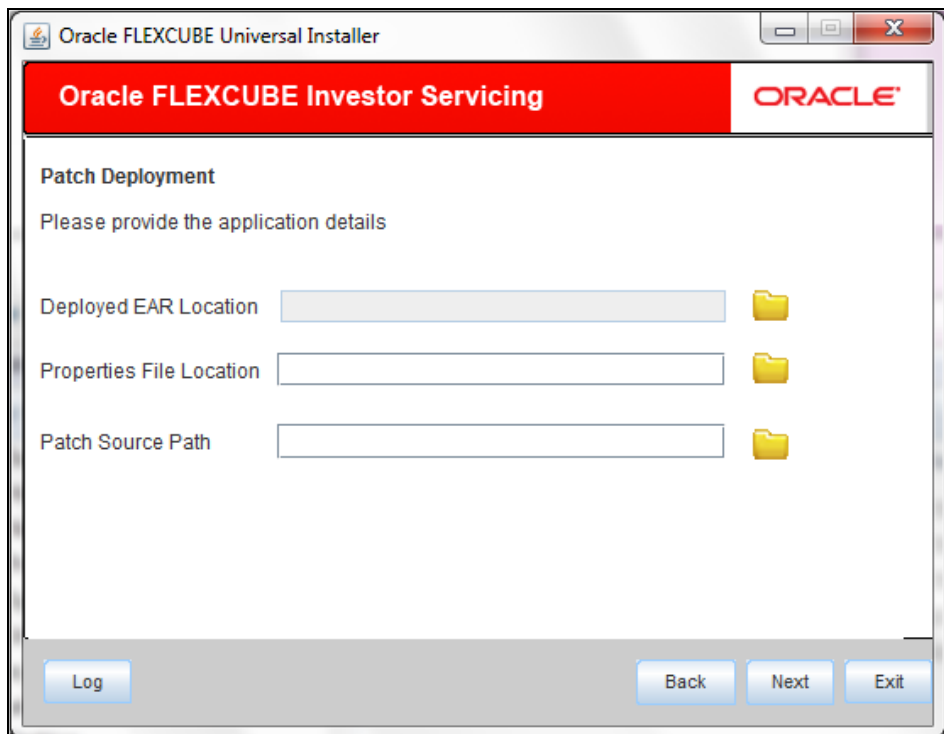 Oracle FLEXCUBE Universal Installer
Oracle FLEXCUBE Investor Servicing
ORACLE
Patch Deployment
Please provide the application details
Deployed EAR Location
Properties File Location
Patch Source Path
Log
Back
Next
Exit